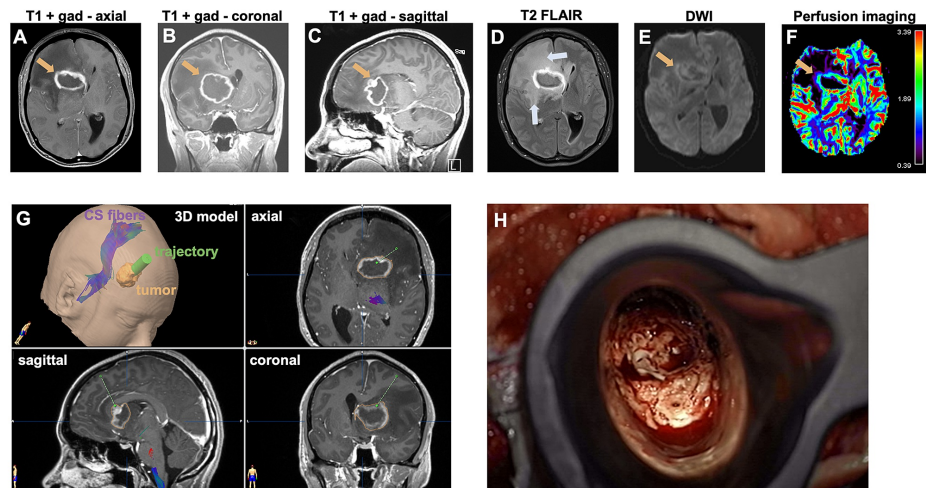 T1 + gad - axial
T1 + gad - coronal
T1 + gad - sagittal
T2 FLAIR
DWI
Perfusion imaging
A
B
C
Sag
L
D
E
F
3.39
1.89
0.39
G
CS fibers
3D model
trajectory
tumor
axial
sagittal
coronal
H